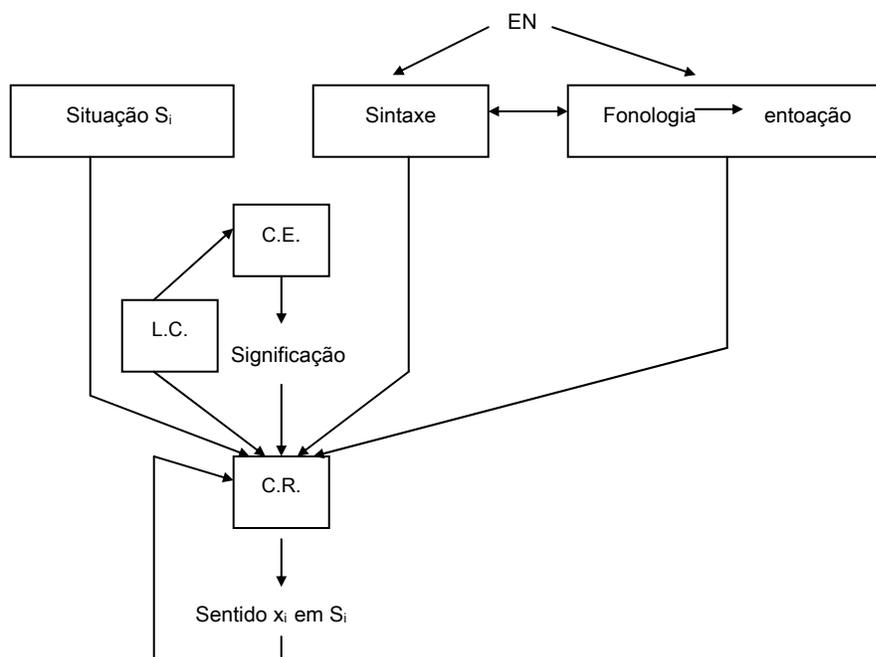 EN
Situação Sᵢ
Sintaxe
Fonologia entoação
C.E.
L.C.
Significação
C.R.
Sentido xᵢ em Sᵢ